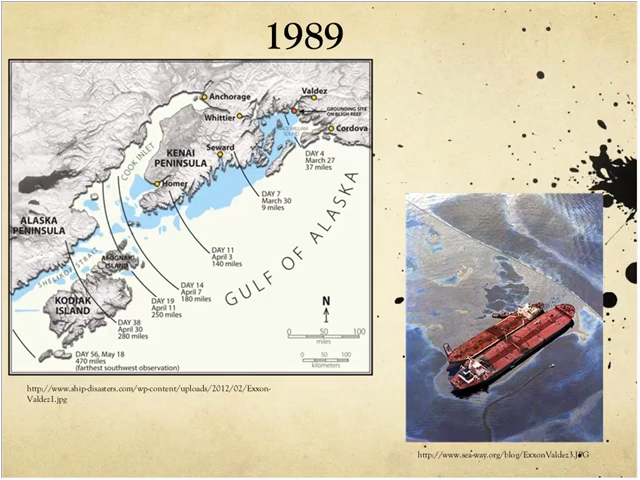 1989
Anchorage
Valdez
Whittier
GROUNDING SITE
ON BLIGH REEF
PRINCE WILLIAM
SOUND
Cordova
COOK INLET
KENAI
PENINSULA
Seward
Homer
DAY 4
March 27
37 miles
DAY 7
March 30
9 miles
ALASKA
PENINSULA
DAY 11
April 3
140 miles
GULF OF ALASKA
SHELIKOF STRAIT
AFOGNAK
ISLAND
DAY 14
April 7
180 miles
DAY 19
April 11
250 miles
KODIAK
ISLAND
DAY 38
April 30
280 miles
N
0 50 100
miles
0 50 100
kilometers
DAY 56, May 18
470 miles
(farthest southwest observation)
http://www.ship-disasters.com/wp-content/uploads/2012/02/Exxon-
Valdez1.jpg
http://www.sea-way.org/blog/ExxonValdez3.JPG